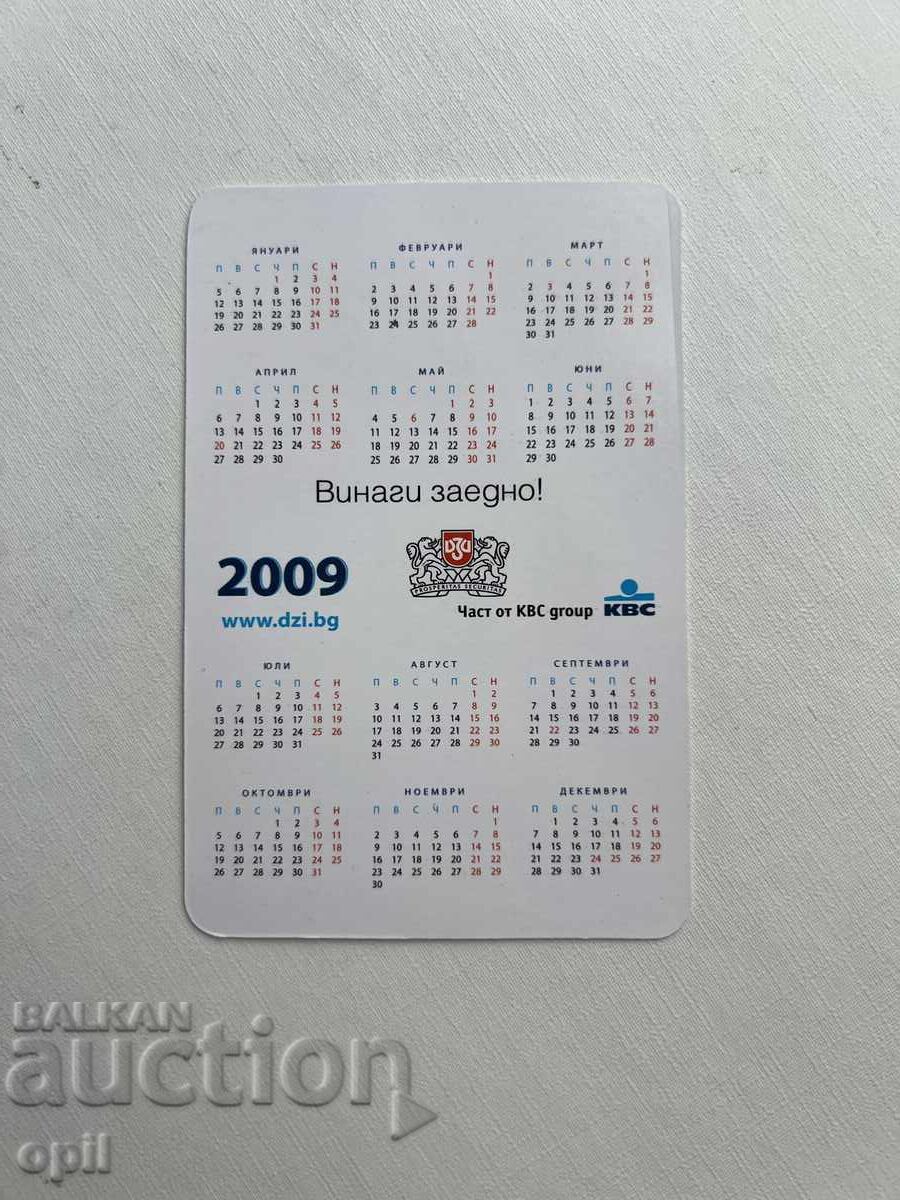 ЯНУАРИ
П В С Ч П С Н
1 2 3 4
5 6 7 8 9 10 11
12 13 14 15 16 17 18
19 20 21 22 23 24 25
26 27 28 29 30 31
ФЕВРУАРИ
П В С Ч П С Н
1
2 3 4 5 6 7 8
9 10 11 12 13 14 15
16 17 18 19 20 21 22
23 24 25 26 27 28
МАРТ
П В С Ч П С Н
1
2 3 4 5 6 7 8
9 10 11 12 13 14 15
16 17 18 19 20 21 22
23 24 25 26 27 28 29
30 31
АПРИЛ
П В С Ч П С Н
1 2 3 4 5
6 7 8 9 10 11 12
13 14 15 16 17 18 19
20 21 22 23 24 25 26
27 28 29 30
МАЙ
П В С Ч П С Н
1 2 3
4 5 6 7 8 9 10
11 12 13 14 15 16 17
18 19 20 21 22 23 24
25 26 27 28 29 30 31
ЮНИ
П В С Ч П С Н
1 2 3 4 5 6 7
8 9 10 11 12 13 14
15 16 17 18 19 20 21
22 23 24 25 26 27 28
29 30
Винаги заедно!
2009
www.dzi.bg
ДЗИ
PROSPERITAS SECURITAS
Част от KBC group
KBC
ЮЛИ
П В С Ч П С Н
1 2 3 4 5
6 7 8 9 10 11 12
13 14 15 16 17 18 19
20 21 22 23 24 25 26
27 28 29 30 31
АВГУСТ
П В С Ч П С Н
1 2
3 4 5 6 7 8 9
10 11 12 13 14 15 16
17 18 19 20 21 22 23
24 25 26 27 28 29 30
31
СЕПТЕМВРИ
П В С Ч П С Н
1 2 3 4 5 6
7 8 9 10 11 12 13
14 15 16 17 18 19 20
21 22 23 24 25 26 27
28 29 30
ОКТОМВРИ
П В С Ч П С Н
1 2 3 4
5 6 7 8 9 10 11
12 13 14 15 16 17 18
19 20 21 22 23 24 25
26 27 28 29 30 31
НОЕМВРИ
П В С Ч П С Н
1
2 3 4 5 6 7 8
9 10 11 12 13 14 15
16 17 18 19 20 21 22
23 24 25 26 27 28 29
30
ДЕКЕМВРИ
П В С Ч П С Н
1 2 3 4 5 6
7 8 9 10 11 12 13
14 15 16 17 18 19 20
21 22 23 24 25 26 27
28 29 30 31
BALKAN
auction
opil